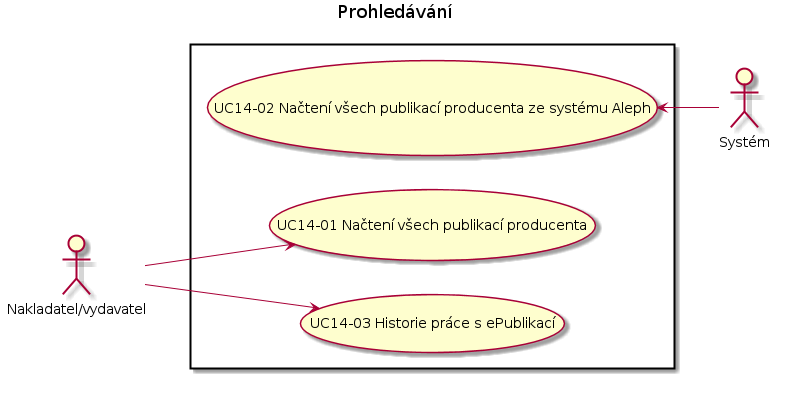 Prohledávání
UC14-02 Načtení všech publikací producenta ze systému Aleph
Systém
UC14-01 Načtení všech publikací producenta
Nakladatel/vydavatel
UC14-03 Historie práce s ePublikací